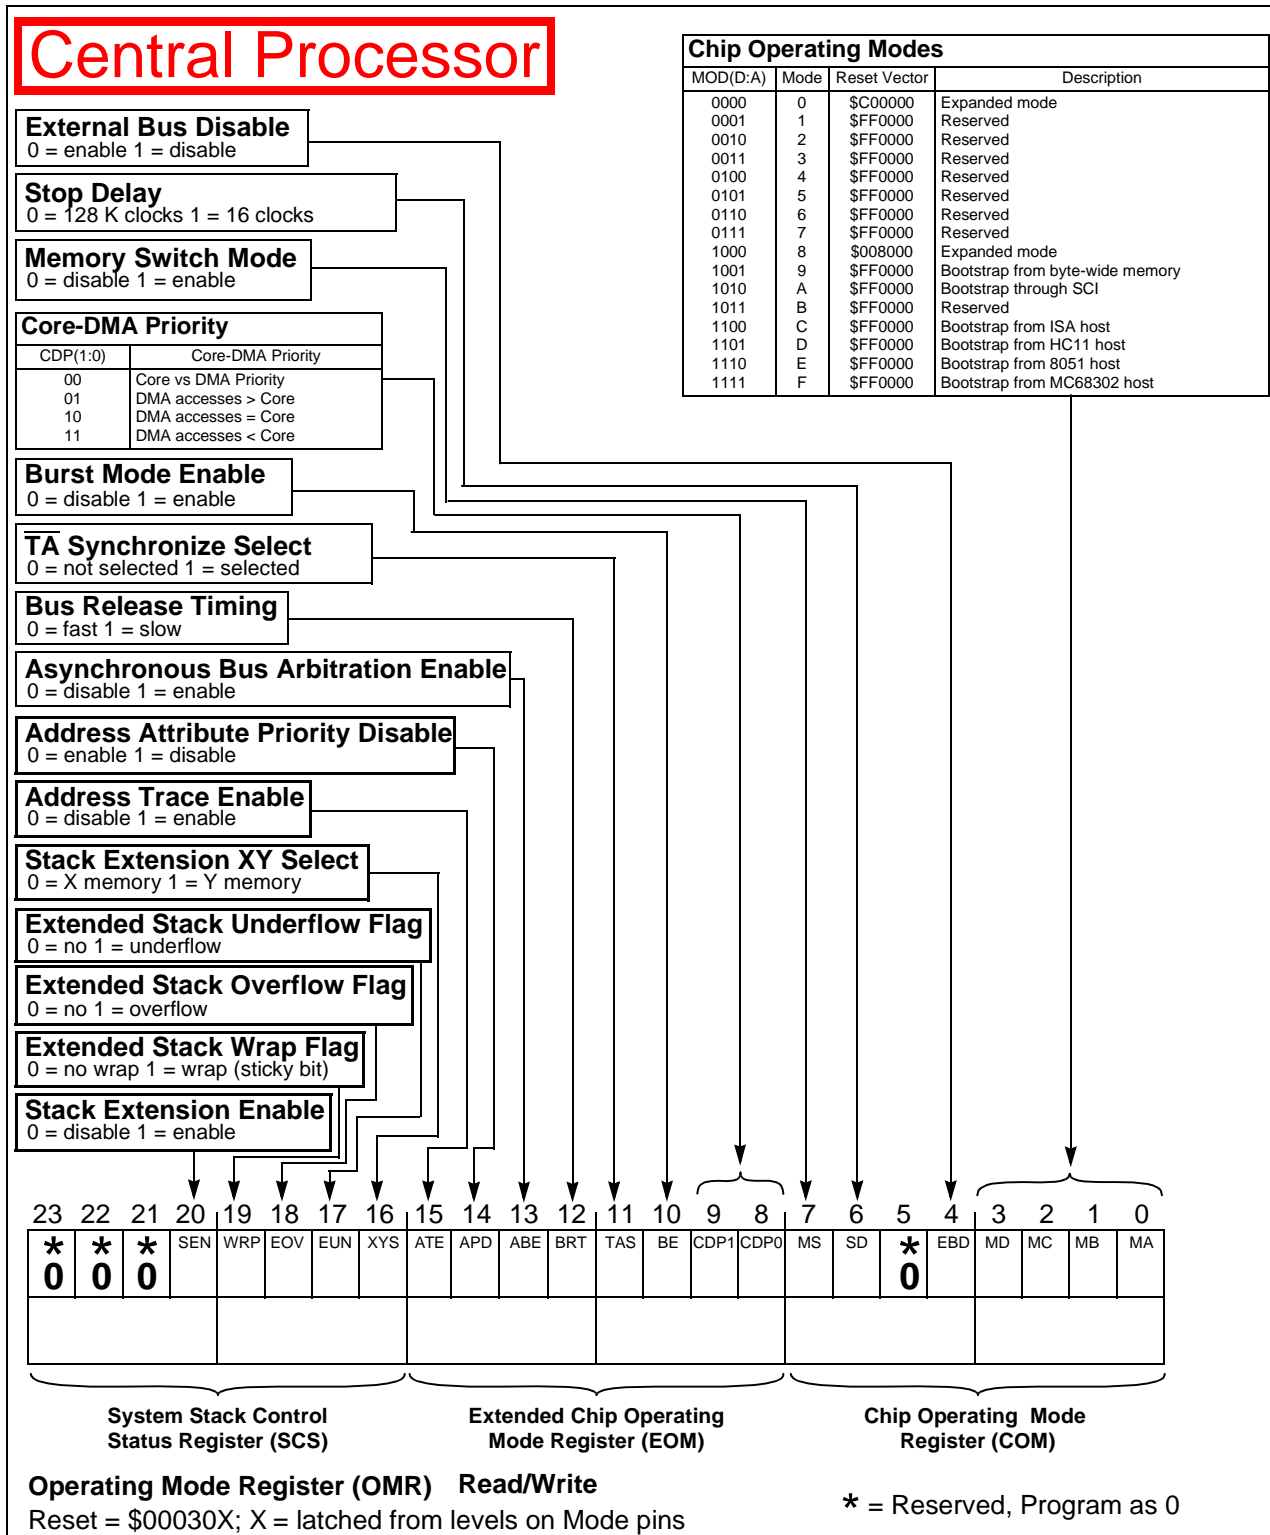 Central Processor
External Bus Disable
0 = enable 1 = disable
Stop Delay
0 = 128 K clocks 1 = 16 clocks
Memory Switch Mode
0 = disable 1 = enable
Core-DMA Priority
CDP(1:0) Core-DMA Priority
00 Core vs DMA Priority
01 DMA accesses > Core
10 DMA accesses = Core
11 DMA accesses < Core
Burst Mode Enable
0 = disable 1 = enable
TA Synchronize Select
0 = not selected 1 = selected
Bus Release Timing
0 = fast 1 = slow
Asynchronous Bus Arbitration Enable
0 = disable 1 = enable
Address Attribute Priority Disable
0 = enable 1 = disable
Address Trace Enable
0 = disable 1 = enable
Stack Extension XY Select
0 = X memory 1 = Y memory
Extended Stack Underflow Flag
0 = no 1 = underflow
Extended Stack Overflow Flag
0 = no 1 = overflow
Extended Stack Wrap Flag
0 = no wrap 1 = wrap (sticky bit)
Stack Extension Enable
0 = disable 1 = enable
Chip Operating Modes
MOD(D:A) Mode Reset Vector Description
0000 0 $C00000 Expanded mode
0001 1 $FF0000 Reserved
0010 2 $FF0000 Reserved
0011 3 $FF0000 Reserved
0100 4 $FF0000 Reserved
0101 5 $FF0000 Reserved
0110 6 $FF0000 Reserved
0111 7 $FF0000 Reserved
1000 8 $008000 Expanded mode
1001 9 $FF0000 Bootstrap from byte-wide memory
1010 A $FF0000 Bootstrap through SCI
1011 B $FF0000 Reserved
1100 C $FF0000 Bootstrap from ISA host
1101 D $FF0000 Bootstrap from HC11 host
1110 E $FF0000 Bootstrap from 8051 host
1111 F $FF0000 Bootstrap from MC68302 host
23 22 21 20 19 18 17 16 15 14 13 12 11 10 9 8 7 6 5 4 3 2 1 0
* * * SEN WRP EOV EUN XYS ATE APD ABE BRT TAS BE CDP1 CDP0 MS SD * EBD MD MC MB MA
0 0 0 0
System Stack Control
Status Register (SCS)
Extended Chip Operating
Mode Register (EOM)
Chip Operating Mode
Register (COM)
Operating Mode Register (OMR) Read/Write
Reset = $00030X; X = latched from levels on Mode pins
* = Reserved, Program as 0